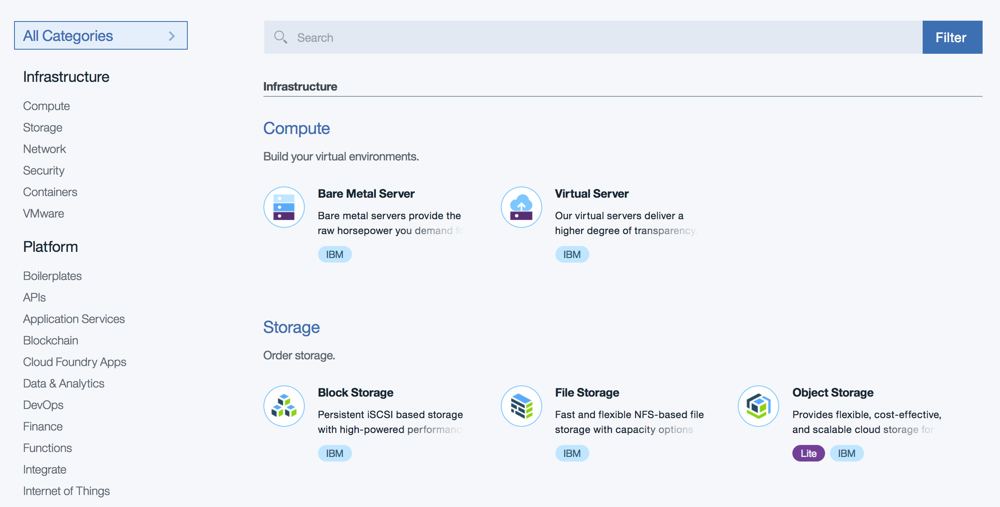 All Categories
Infrastructure
Compute
Storage
Network
Security
Containers
VMware
Platform
Boilerplates
APIs
Application Services
Blockchain
Cloud Foundry Apps
Data & Analytics
DevOps
Finance
Functions
Integrate
Internet of Things
Search
Filter
Infrastructure
Compute
Build your virtual environments.
Bare Metal Server
Bare metal servers provide the
raw horsepower you demand fo
IBM
Virtual Server
Our virtual servers deliver a
higher degree of transparency,
IBM
Storage
Order storage.
Block Storage
Persistent iSCSI based storage
with high-powered performanc
IBM
File Storage
Fast and flexible NFS-based file
storage with capacity options
IBM
Object Storage
Provides flexible, cost-effective,
and scalable cloud storage for
Lite IBM